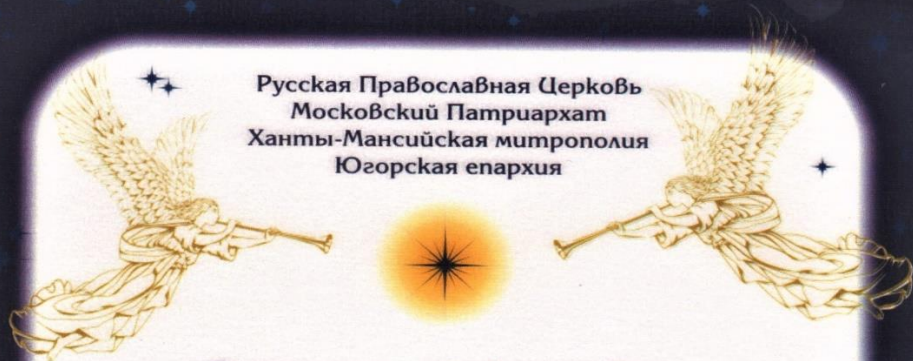 Русская Православная Церковь
Московский Патриархат
Ханты-Мансийская митрополия
Югорская епархия